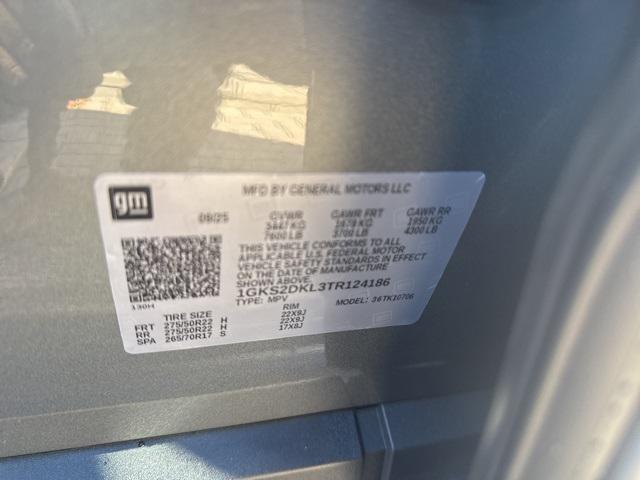 gm
MFD BY GENERAL MOTORS LLC
09/25 GVWR GAWR FRT GAWR RR
3447 KG 1678 KG 1950 KG
7600 LB 3700 LB 4300 LB
THIS VEHICLE CONFORMS TO ALL
APPLICABLE U.S. FEDERAL MOTOR
VEHICLE SAFETY STANDARDS IN EFFECT
ON THE DATE OF MANUFACTURE
SHOWN ABOVE.
1GKS2DKL3TR124186
TYPE: MPV MODEL: 36TK10706
130H
TIRE SIZE RIM
FRT 275/50R22 H 22X9J
RR 275/50R22 H 22X9J
SPA 265/70R17 S 17X8J